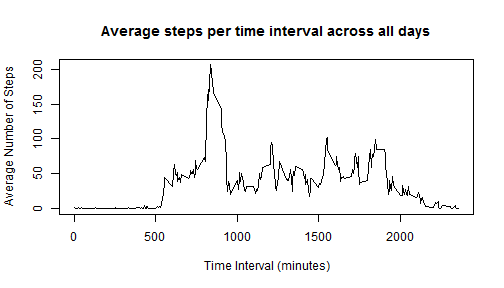 Average steps per time interval across all days
Average Number of Steps
200
150
100
50
0
0 500 1000 1500 2000
Time Interval (minutes)